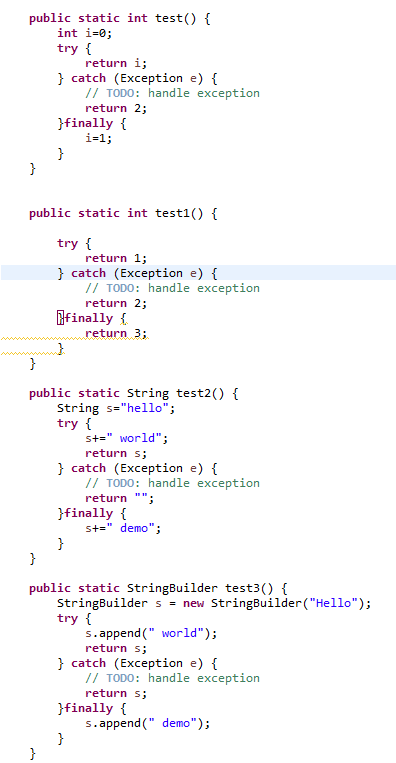 public static int test() {
    int i=0;
    try {
        return i;
    } catch (Exception e) {
        // TODO: handle exception
        return 2;
    }finally {
        i=1;
    }
}
public static int test1() {
    try {
        return 1;
    } catch (Exception e) {
        // TODO: handle exception
        return 2;
    }finally {
        return 3;
    }
}
public static String test2() {
    String s="hello";
    try {
        s+=" world";
        return s;
    } catch (Exception e) {
        // TODO: handle exception
        return "";
    }finally {
        s+=" demo";
    }
}
public static StringBuilder test3() {
    StringBuilder s = new StringBuilder("Hello");
    try {
        s.append(" world");
        return s;
    } catch (Exception e) {
        // TODO: handle exception
        return s;
    }finally {
        s.append(" demo");
    }
}